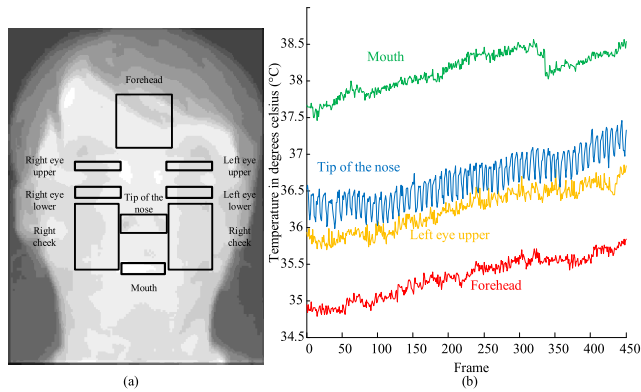 Forehead
Right eye
upper
Left eye
upper
Right eye
lower
Tip of the
nose
Left eye
lower
Right
cheek
Right
cheek
Mouth
(a)
Temperature in degrees celsius (°C)
38.5
38
37.5
37
36.5
36
35.5
35
34.5
Mouth
Tip of the nose
Left eye upper
Forehead
0
50
100
150
200
250
300
350
400
450
Frame
(b)